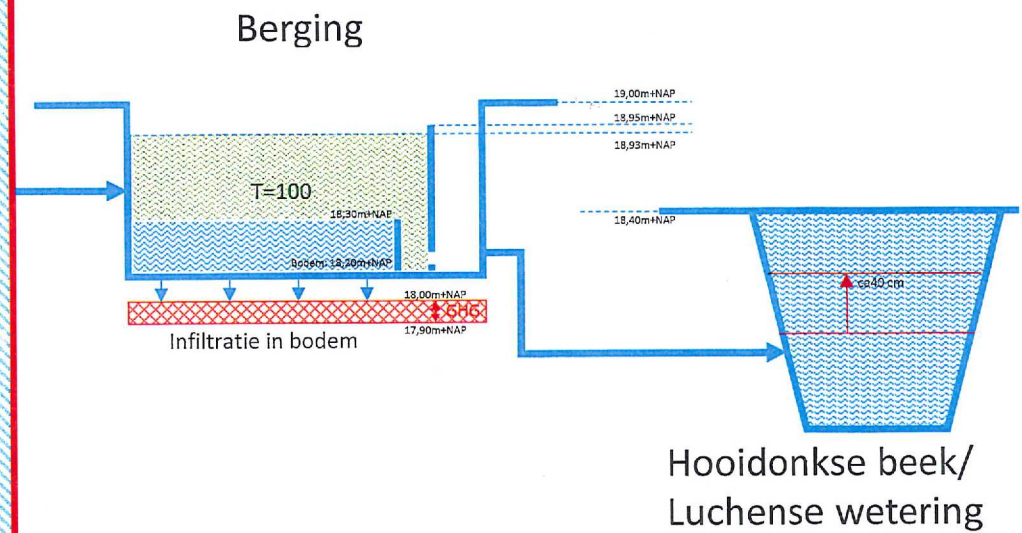 Berging
19,00m+NAP
18,95m+NAP
18,93m+NAP
T=100
18,30m+NAP
18,40m+NAP
Bodem: 18,20m+NAP
ca40 cm
18,00m+NAP
GHG
17,90m+NAP
Infiltratie in bodem
Hooidonkse beek/
Luchense wetering